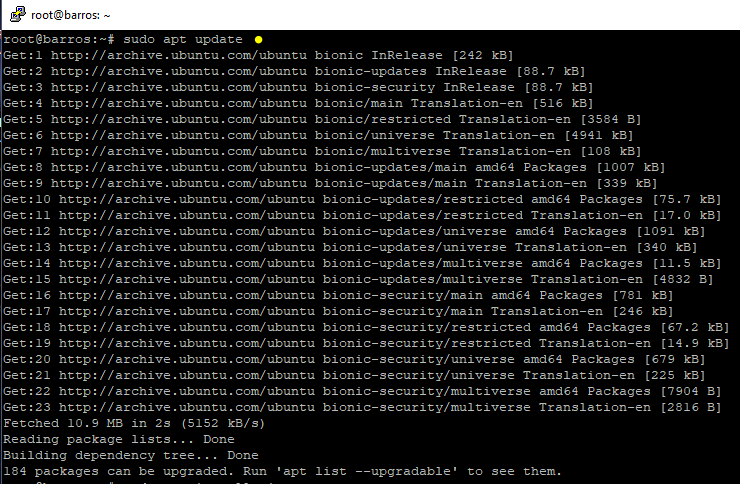 root@barros: ~
root@barros:~# sudo apt update
Get:1 http://archive.ubuntu.com/ubuntu bionic InRelease [242 kB]
Get:2 http://archive.ubuntu.com/ubuntu bionic-updates InRelease [88.7 kB]
Get:3 http://archive.ubuntu.com/ubuntu bionic-security InRelease [88.7 kB]
Get:4 http://archive.ubuntu.com/ubuntu bionic/main Translation-en [516 kB]
Get:5 http://archive.ubuntu.com/ubuntu bionic/restricted Translation-en [3584 B]
Get:6 http://archive.ubuntu.com/ubuntu bionic/universe Translation-en [4941 kB]
Get:7 http://archive.ubuntu.com/ubuntu bionic/multiverse Translation-en [108 kB]
Get:8 http://archive.ubuntu.com/ubuntu bionic-updates/main amd64 Packages [1007 kB]
Get:9 http://archive.ubuntu.com/ubuntu bionic-updates/main Translation-en [339 kB]
Get:10 http://archive.ubuntu.com/ubuntu bionic-updates/restricted amd64 Packages [75.7 kB]
Get:11 http://archive.ubuntu.com/ubuntu bionic-updates/restricted Translation-en [17.0 kB]
Get:12 http://archive.ubuntu.com/ubuntu bionic-updates/universe amd64 Packages [1091 kB]
Get:13 http://archive.ubuntu.com/ubuntu bionic-updates/universe Translation-en [340 kB]
Get:14 http://archive.ubuntu.com/ubuntu bionic-updates/multiverse amd64 Packages [11.5 kB]
Get:15 http://archive.ubuntu.com/ubuntu bionic-updates/multiverse Translation-en [4832 B]
Get:16 http://archive.ubuntu.com/ubuntu bionic-security/main amd64 Packages [781 kB]
Get:17 http://archive.ubuntu.com/ubuntu bionic-security/main Translation-en [246 kB]
Get:18 http://archive.ubuntu.com/ubuntu bionic-security/restricted amd64 Packages [67.2 kB]
Get:19 http://archive.ubuntu.com/ubuntu bionic-security/restricted Translation-en [14.9 kB]
Get:20 http://archive.ubuntu.com/ubuntu bionic-security/universe amd64 Packages [679 kB]
Get:21 http://archive.ubuntu.com/ubuntu bionic-security/universe Translation-en [225 kB]
Get:22 http://archive.ubuntu.com/ubuntu bionic-security/multiverse amd64 Packages [7904 B]
Get:23 http://archive.ubuntu.com/ubuntu bionic-security/multiverse Translation-en [2816 B]
Fetched 10.9 MB in 2s (5152 kB/s)
Reading package lists... Done
Building dependency tree... Done
184 packages can be upgraded. Run 'apt list --upgradable' to see them.